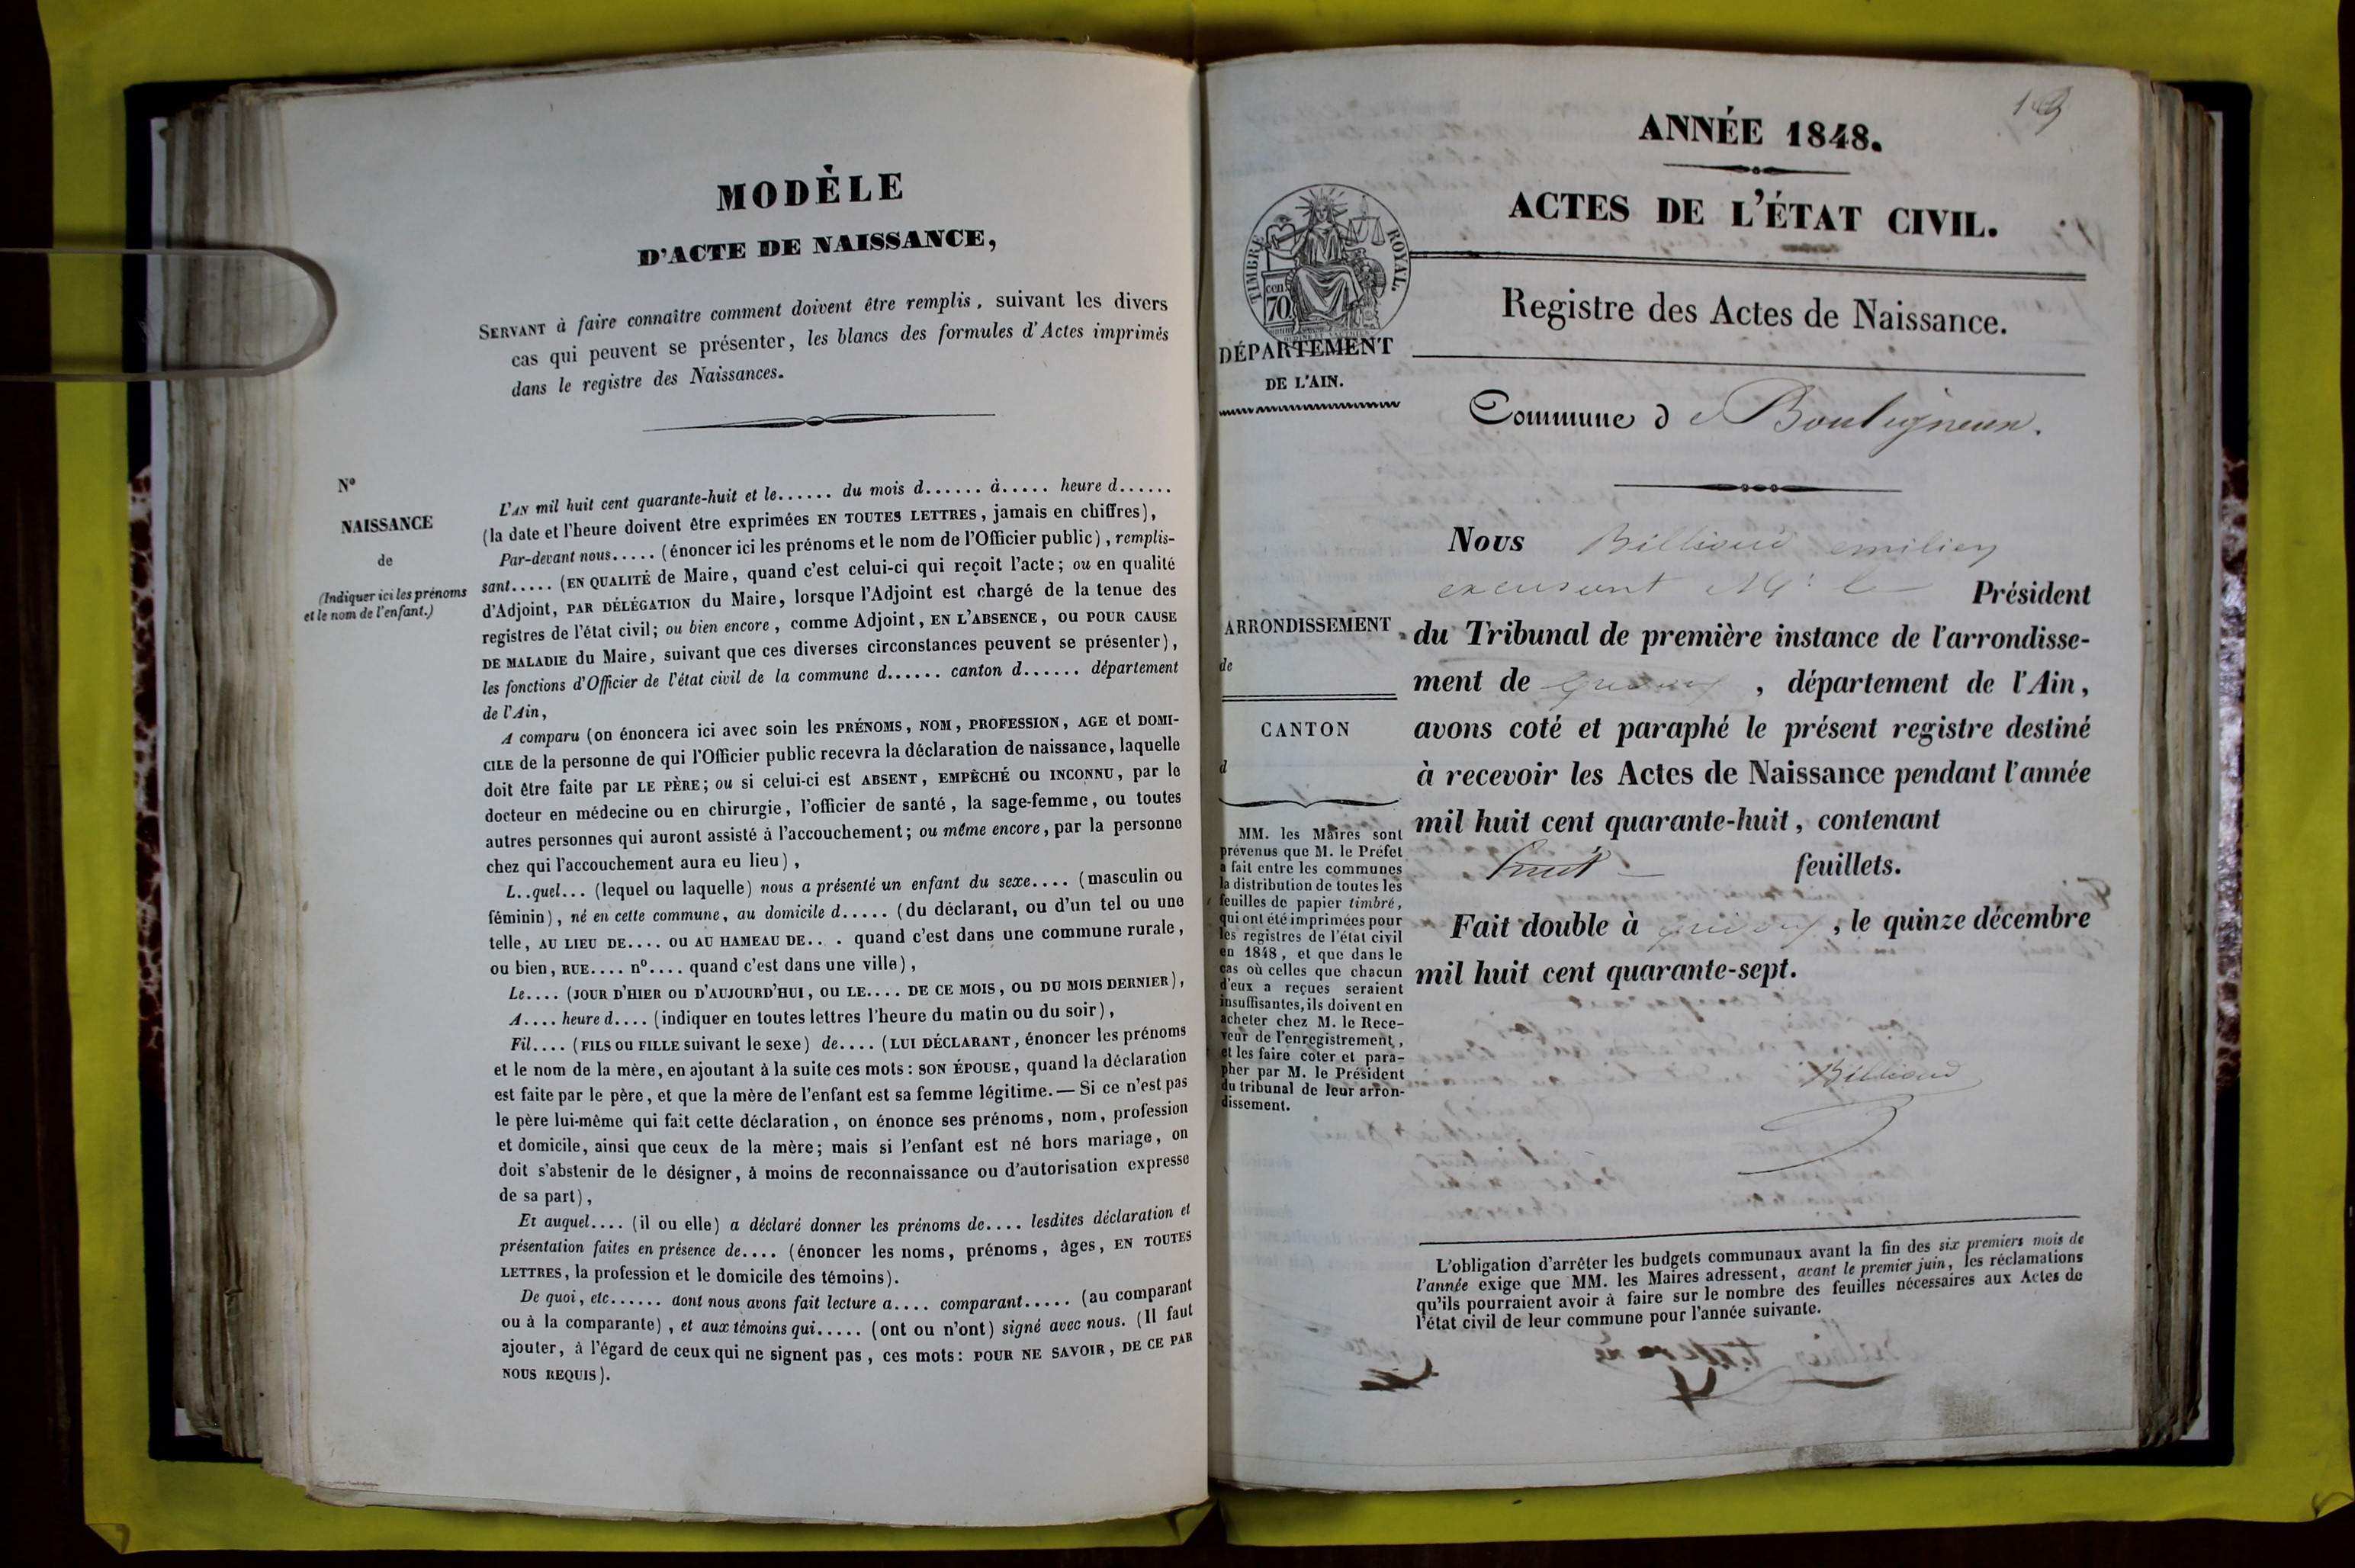 MODÈLE
D'ACTE DE NAISSANCE,
SERVANT à faire connaître comment doivent être remplis, suivant les divers
cas qui peuvent se présenter, les blancs des formules d'Actes imprimés
dans le registre des Naissances.
N°
NAISSANCE
de
(Indiquer ici les prénoms
et le nom de l'enfant.)
L'AN mil huit cent quarante-huit et le...... du mois d...... à..... heure d......
(la date et l'heure doivent être exprimées EN TOUTES LETTRES, jamais en chiffres),
Par-devant nous..... (énoncer ici les prénoms et le nom de l'Officier public), remplis-
sant..... (EN QUALITÉ de Maire, quand c'est celui-ci qui reçoit l'acte; ou en qualité
d'Adjoint, PAR DÉLÉGATION du Maire, lorsque l'Adjoint est chargé de la tenue des
registres de l'état civil; ou bien encore, comme Adjoint, EN L'ABSENCE, OU POUR CAUSE
DE MALADIE du Maire, suivant que ces diverses circonstances peuvent se présenter),
les fonctions d'Officier de l'état civil de la commune d...... canton d...... département
de l'Ain,
A comparu (on énoncera ici avec soin les PRÉNOMS, NOM, PROFESSION, AGE et DOMI-
CILE de la personne de qui l'Officier public recevra la déclaration de naissance, laquelle
doit être faite par LE PÈRE; ou si celui-ci est ABSENT, EMPÊCHÉ ou INCONNU, par le
docteur en médecine ou en chirurgie, l'officier de santé, la sage-femme, ou toutes
autres personnes qui auront assisté à l'accouchement; ou même encore, par la personne
chez qui l'accouchement aura eu lieu),
L..quel... (lequel ou laquelle) nous a présenté un enfant du sexe.... (masculin ou
féminin), né en cette commune, au domicile d..... (du déclarant, ou d'un tel ou une
telle, AU LIEU DE.... OU AU HAMEAU DE.. . quand c'est dans une commune rurale,
ou bien, RUE.... n°.... quand c'est dans une ville),
Le.... (JOUR D'HIER OU D'AUJOURD'HUI, OU LE.... DE CE MOIS, OU DU MOIS DERNIER),
A.... heure d.... (indiquer en toutes lettres l'heure du matin ou du soir),
Fil.... (FILS OU FILLE suivant le sexe) de.... (LUI DÉCLARANT, énoncer les prénoms
et le nom de la mère, en ajoutant à la suite ces mots: SON ÉPOUSE, quand la déclaration
est faite par le père, et que la mère de l'enfant est sa femme légitime. — Si ce n'est pas
le père lui-même qui fait cette déclaration, on énonce ses prénoms, nom, profession
et domicile, ainsi que ceux de la mère; mais si l'enfant est né hors mariage, on
doit s'abstenir de le désigner, à moins de reconnaissance ou d'autorisation expresse
de sa part),
Et auquel.... (il ou elle) a déclaré donner les prénoms de.... lesdites déclaration et
présentation faites en présence de.... (énoncer les noms, prénoms, âges, EN TOUTES
LETTRES, la profession et le domicile des témoins).
De quoi, etc...... dont nous avons fait lecture a.... comparant..... (au comparant
ou à la comparante), et aux témoins qui..... (ont ou n'ont) signé avec nous. (Il faut
ajouter, à l'égard de ceux qui ne signent pas, ces mots: POUR NE SAVOIR, DE CE PAR
NOUS REQUIS).
ANNÉE 1848.
ACTES DE L'ÉTAT CIVIL.
TIMBRE ROYAL.
cen.
70
Registre des Actes de Naissance.
DÉPARTEMENT
DE L'AIN.
Commune de Bouligneux.
Nous Billioud emilien
Mr. le Président
du Tribunal de première instance de l'arrondisse-
ment de , département de l'Ain,
avons coté et paraphé le présent registre destiné
à recevoir les Actes de Naissance pendant l'année
mil huit cent quarante-huit, contenant
huit feuillets.
Fait double à , le quinze décembre
mil huit cent quarante-sept.
Billioud
ARRONDISSEMENT
de
CANTON
d
MM. les Maires sont
prévenus que M. le Préfet
a fait entre les communes
la distribution de toutes les
feuilles de papier timbré,
qui ont été imprimées pour
les registres de l'état civil
en 1848, et que dans le
cas où celles que chacun
d'eux a reçues seraient
insuffisantes, ils doivent en
acheter chez M. le Rece-
veur de l'enregistrement,
et les faire coter et para-
pher par M. le Président
du tribunal de leur arron-
dissement.
L'obligation d'arrêter les budgets communaux avant la fin des six premiers mois de
l'année exige que MM. les Maires adressent, avant le premier juin, les réclamations
qu'ils pourraient avoir à faire sur le nombre des feuilles nécessaires aux Actes de
l'état civil de leur commune pour l'année suivante.